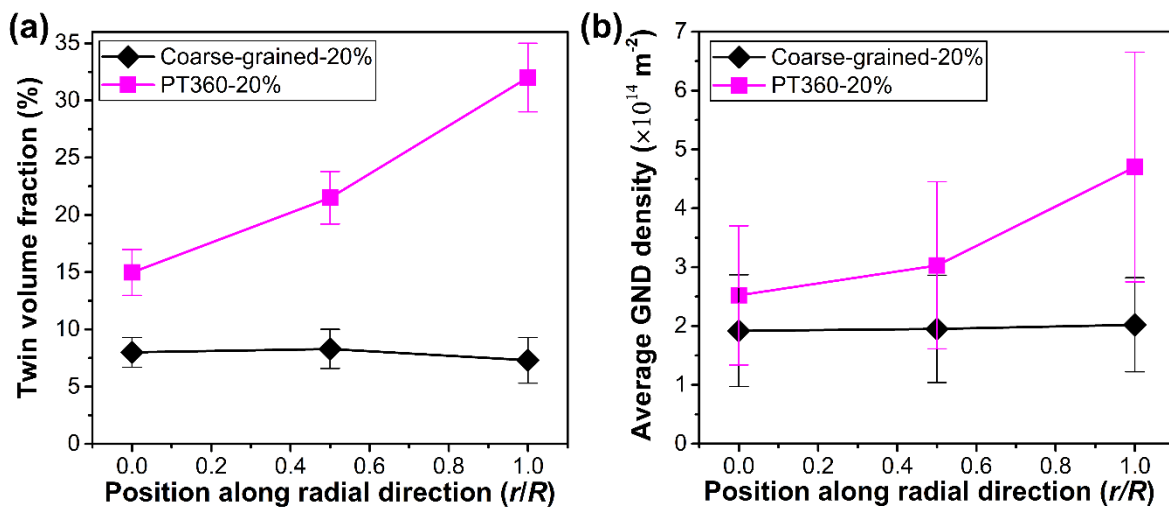 (a)
Coarse-grained-20%
PT360-20%
Twin volume fraction (%)
35
30
25
20
15
10
5
0
0.0 0.2 0.4 0.6 0.8 1.0
Position along radial direction (r/R)
(b)
Coarse-grained-20%
PT360-20%
Average GND density (×10¹⁴ m⁻²)
7
6
5
4
3
2
1
0
0.0 0.2 0.4 0.6 0.8 1.0
Position along radial direction (r/R)